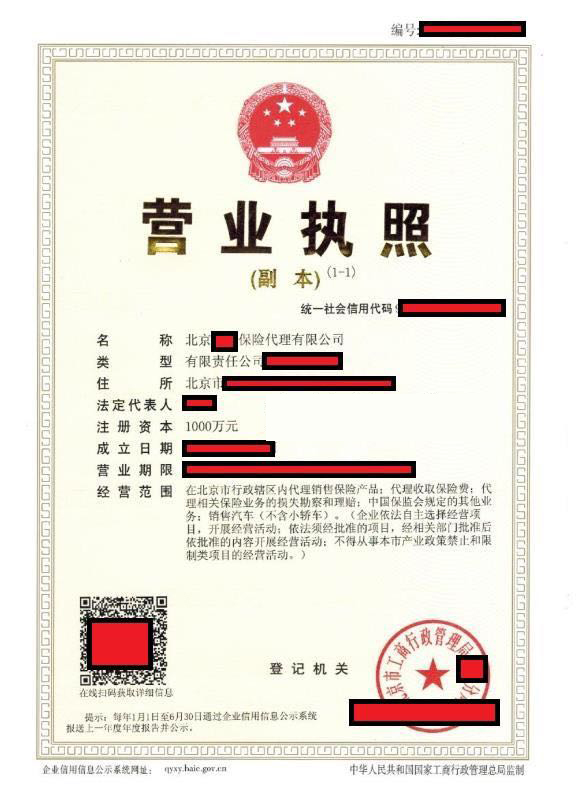 编号:
营业执照
(副 本)(1-1)
统一社会信用代码 9
名 称 北京 保险代理有限公司
类 型 有限责任公司
住 所 北京市
法定代表人
注册资本 1000万元
成立日期
营业期限
经营范围 在北京市行政辖区内代理销售保险产品；代理收取保险费；代
理相关保险业务的损失勘察和理赔；中国保监会规定的其他业
务；销售汽车（不含小轿车）。（企业依法自主选择经营项
目，开展经营活动；依法须经批准的项目，经相关部门批准后
依批准的内容开展经营活动；不得从事本市产业政策禁止和限
制类项目的经营活动。）
在线扫码获取详细信息
登记机关
京市工商行政管理局 分
提示：每年1月1日至6月30日通过企业信用信息公示系统
报送上一年度年度报告并公示。
企业信用信息公示系统网址： qyxy.baic.gov.cn
中华人民共和国国家工商行政管理总局监制